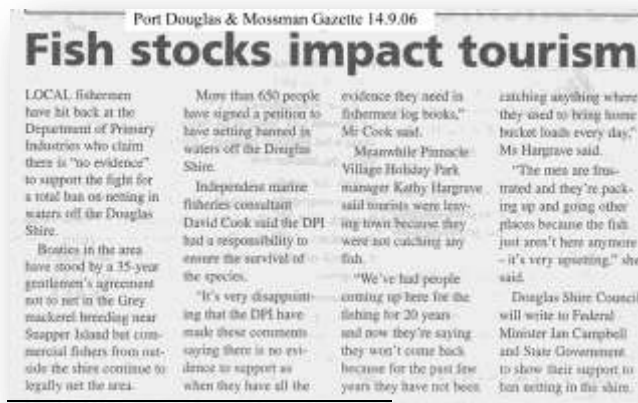 Port Douglas & Mossman Gazette 14.9.06
Fish stocks impact tourism
LOCAL fishermen
have hit back at the
Department of Primary
Industries who claim
there is "no evidence"
to support the fight for
a total ban on netting in
waters off the Douglas
Shire.
Boaties in the area
have stood by a 35-year
gentlemen's agreement
not to net in the Grey
mackerel breeding near
Snapper Island but com-
mercial fishers from out-
side the shire continue to
legally net the area.
More than 650 people
have signed a petition to
have netting banned in
waters off the Douglas
Shire.
Independent marine
fisheries consultant
David Cook said the DPI
had a responsibility to
ensure the survival of
the species.
"It's very disappoint-
ing that the DPI have
made these comments
saying there is no evi-
dence to support us
when they have all the
evidence they need in
fishermen log books,"
Mr Cook said.
Meanwhile Pinnacle
Village Holiday Park
manager Kathy Hargrave
said tourists were leav-
ing town because they
were not catching any
fish.
"We've had people
coming up here for the
fishing for 20 years
and now they're saying
they won't come back
because for the past few
years they have not been
catching anything where
they used to bring home
bucket loads every day,"
Ms Hargrave said.
"The men are frus-
trated and they're pack-
ing up and going other
places because the fish
just aren't here anymore
- it's very upsetting," she
said.
Douglas Shire Council
will write to Federal
Minister Ian Campbell
and State Government
to show their support to
ban netting in the shire.